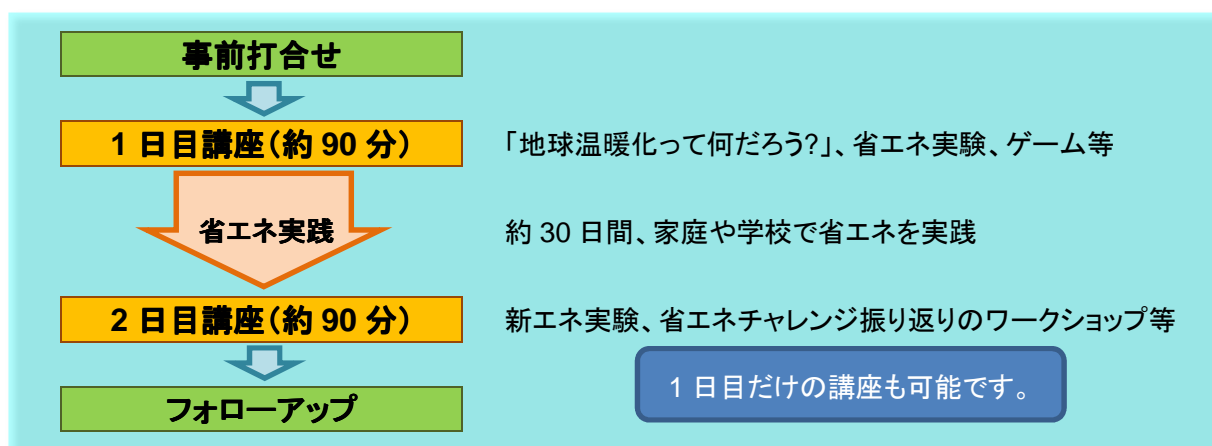 事前打合せ
1 日目講座(約 90 分)
「地球温暖化って何だろう?」、省エネ実験、ゲーム等
省エネ実践
約 30 日間、家庭や学校で省エネを実践
2 日目講座(約 90 分)
新エネ実験、省エネチャレンジ振り返りのワークショップ等
1 日目だけの講座も可能です。
フォローアップ